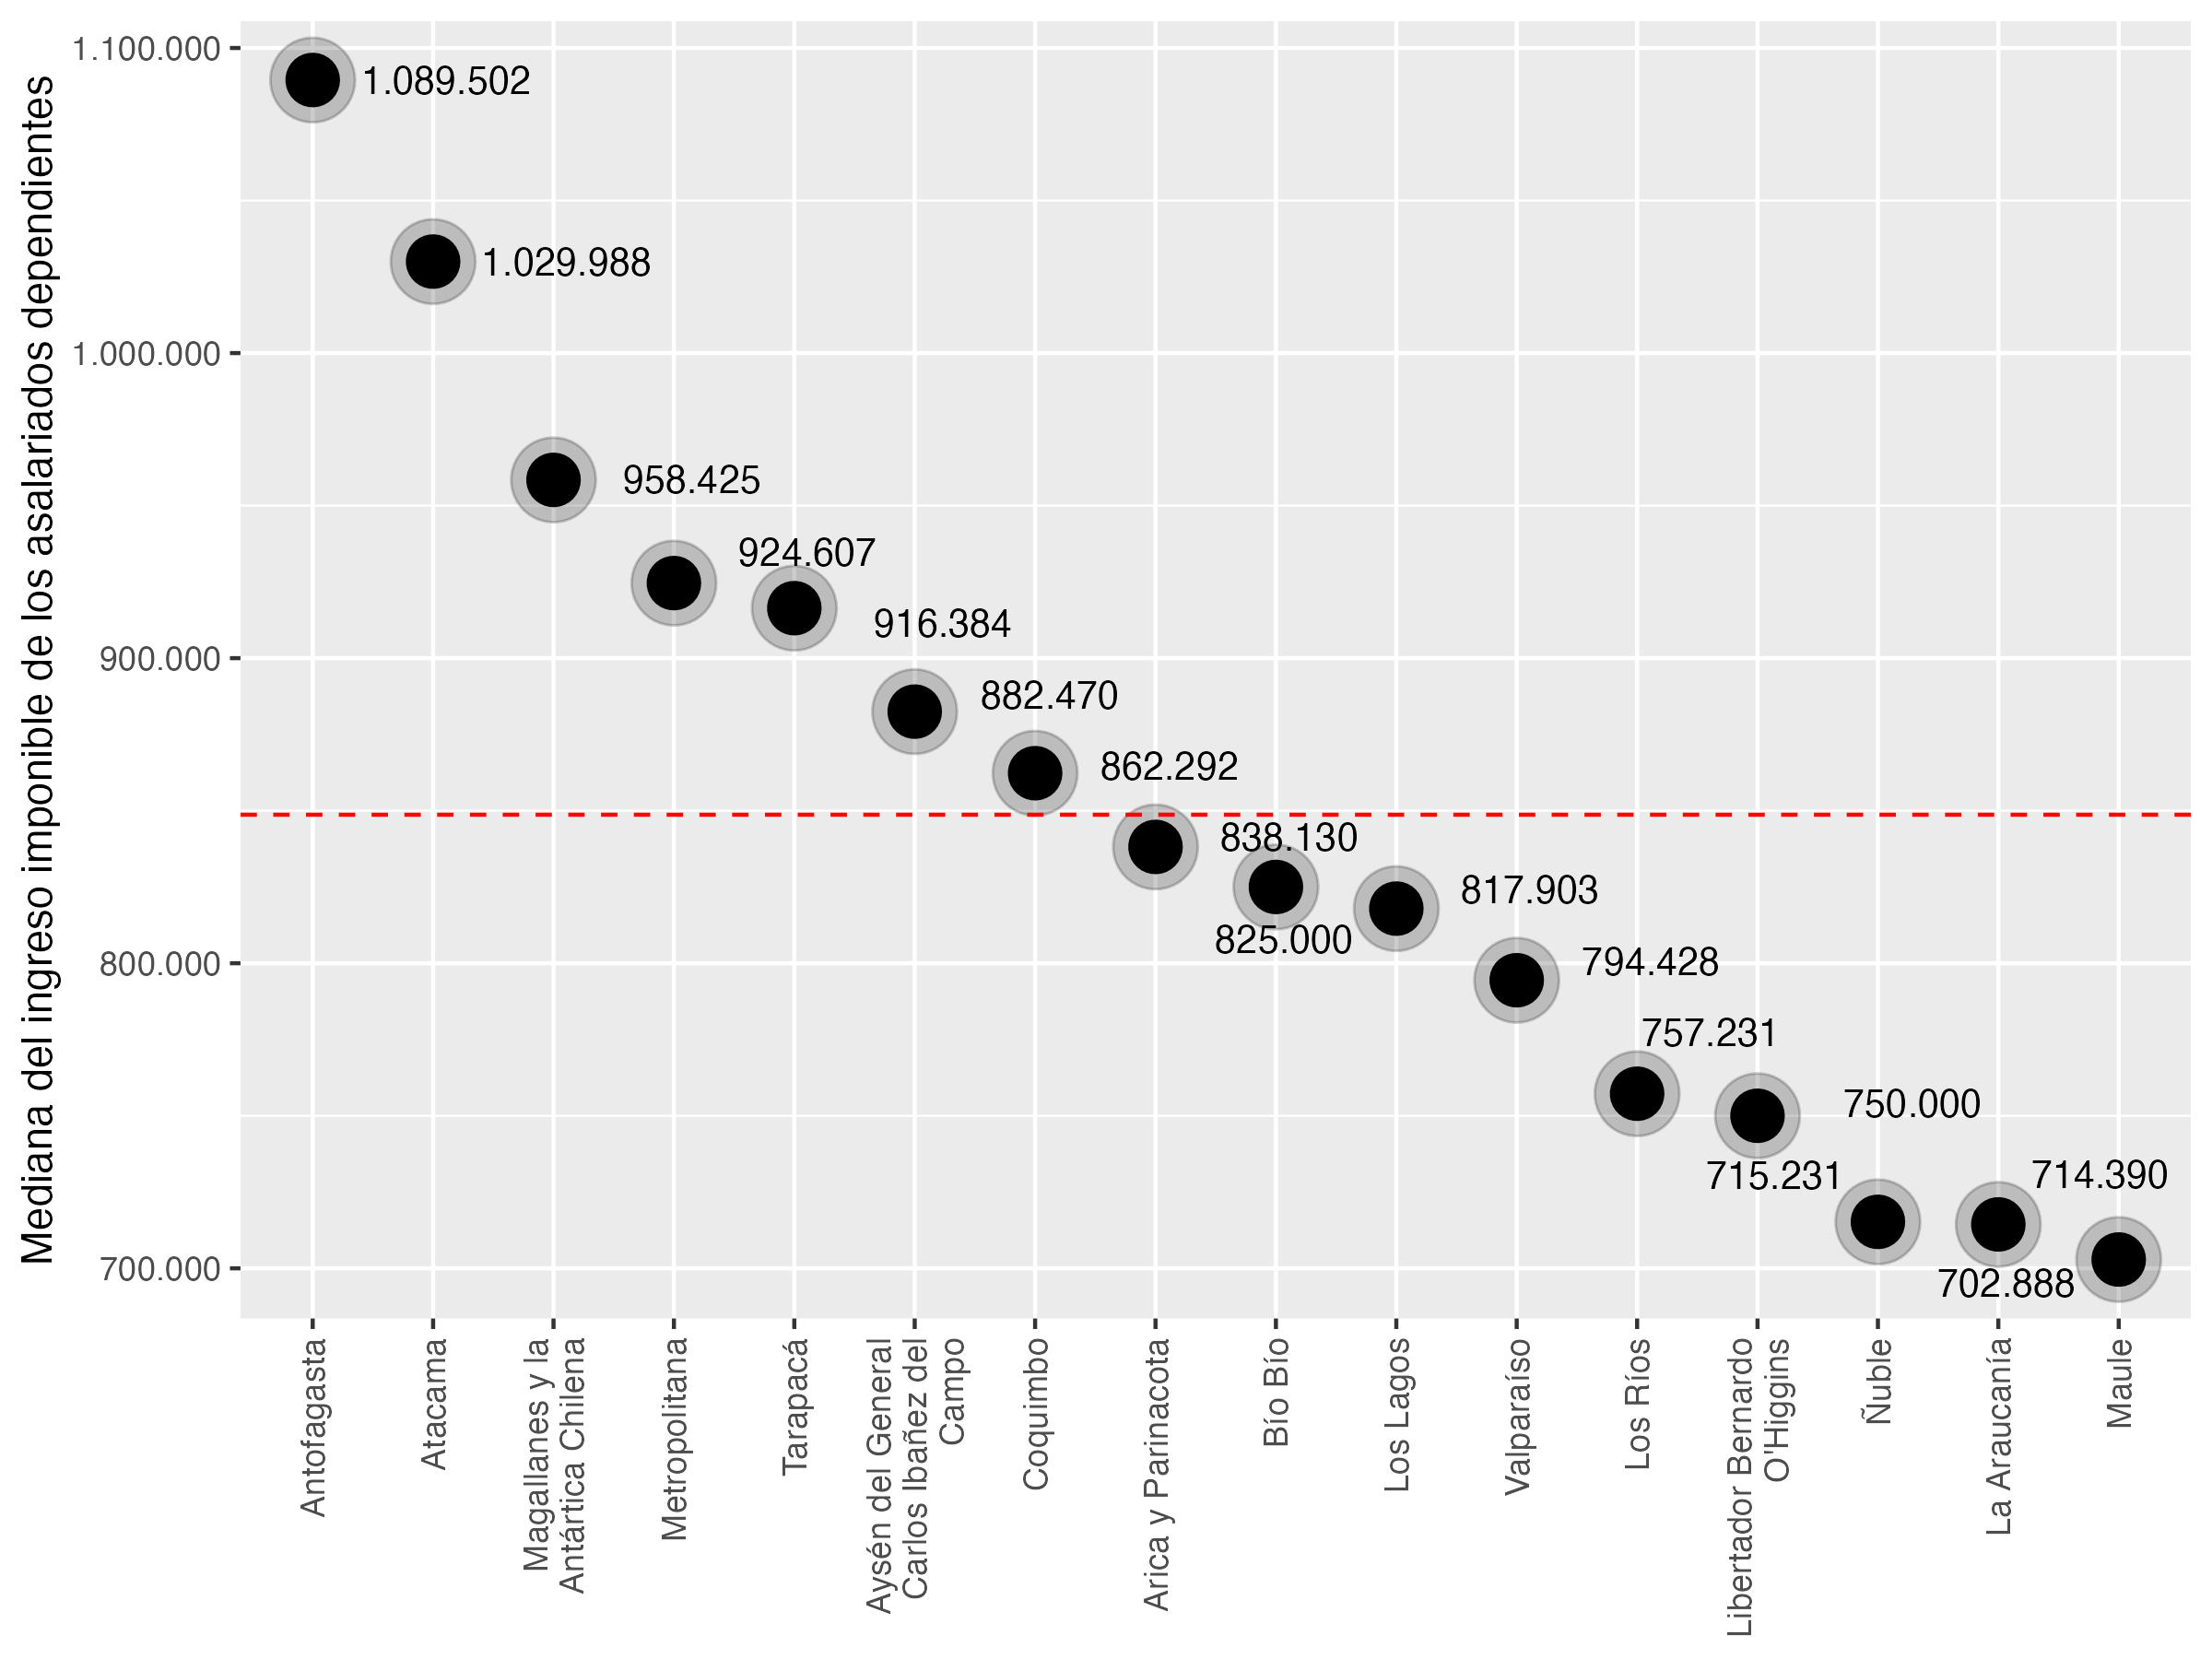 Mediana del ingreso imponible de los asalariados dependientes
1.100.000
1.000.000
900.000
800.000
700.000
1.089.502
1.029.988
958.425
924.607
916.384
882.470
862.292
838.130
825.000
817.903
794.428
757.231
750.000
715.231
714.390
702.888
Antofagasta
Atacama
Magallanes y la
Antártica Chilena
Metropolitana
Tarapacá
Aysén del General
Carlos Ibañez del
Campo
Coquimbo
Arica y Parinacota
Bío Bío
Los Lagos
Valparaíso
Los Ríos
Libertador Bernardo
O'Higgins
Ñuble
La Araucanía
Maule